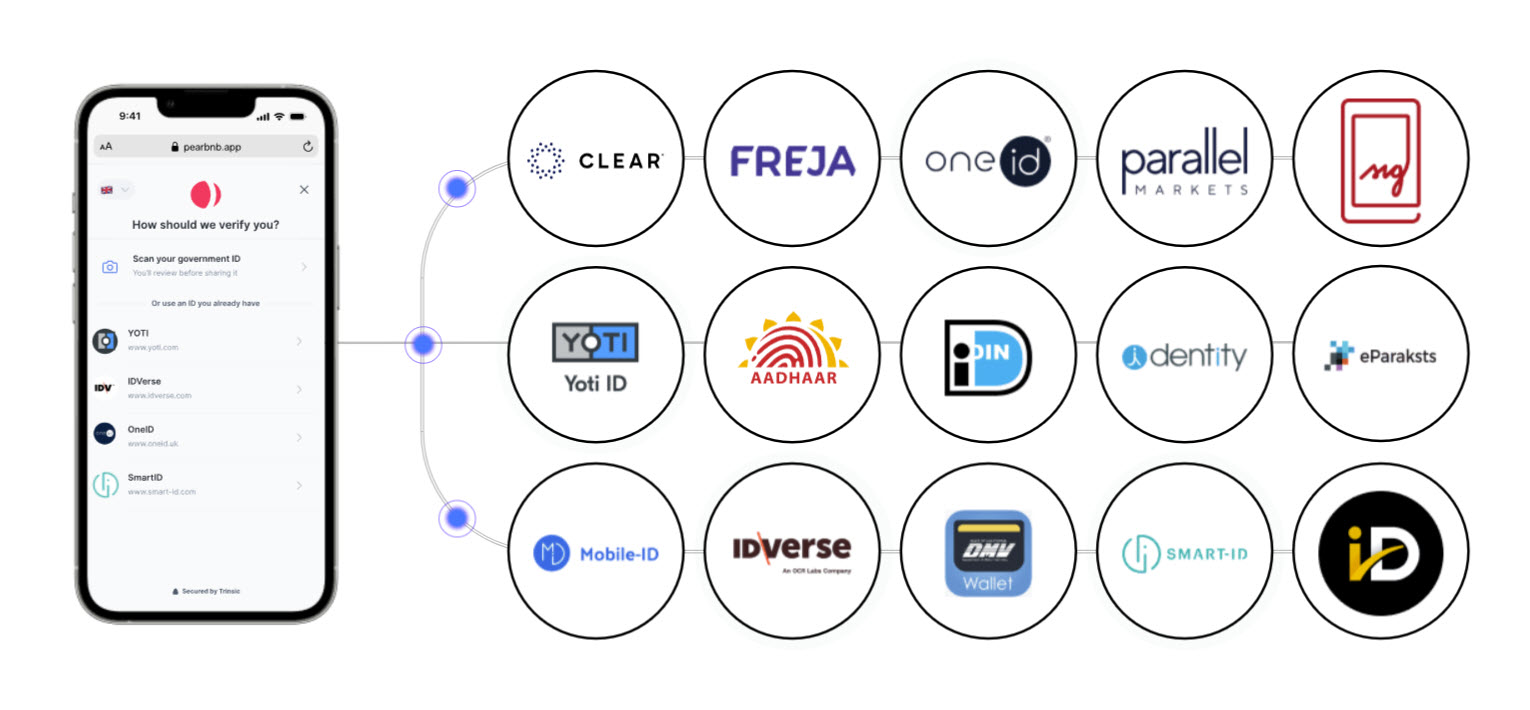 9:41
AA
pearbnb.app
How should we verify you?
Scan your government ID
You'll review before sharing it
Or use an ID you already have
YOTI
www.yoti.com
IDV
IDVerse
www.idverse.com
OneID
www.oneid.uk
SmartID
www.smart-id.com
Secured by Trinsic
CLEAR
FREJA
one id®
parallel
MARKETS
YOTI
Yoti ID
AADHAAR
iDIN
identity
eParaksts
MD
Mobile-ID
IDVerse
An OCR Labs Company
DMV
Wallet
SMART-ID
iD